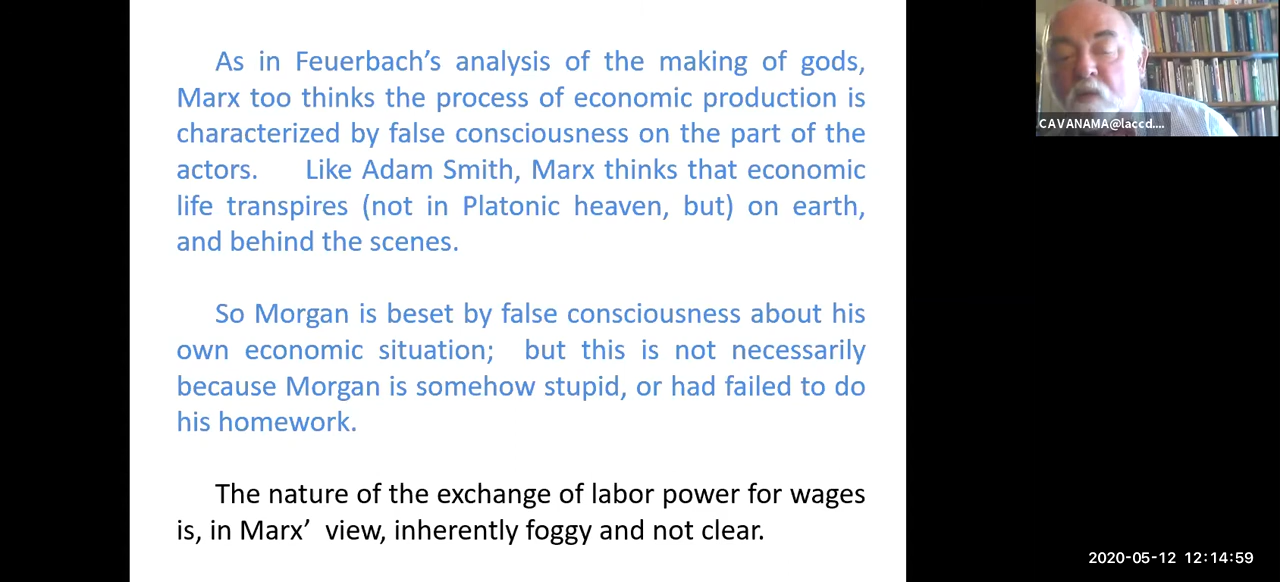 As in Feuerbach’s analysis of the making of gods,
Marx too thinks the process of economic production is
characterized by false consciousness on the part of the
actors. Like Adam Smith, Marx thinks that economic
life transpires (not in Platonic heaven, but) on earth,
and behind the scenes.
So Morgan is beset by false consciousness about his
own economic situation; but this is not necessarily
because Morgan is somehow stupid, or had failed to do
his homework.
The nature of the exchange of labor power for wages
is, in Marx’ view, inherently foggy and not clear.
CAVANAMA@laccd....
2020-05-12 12:14:59